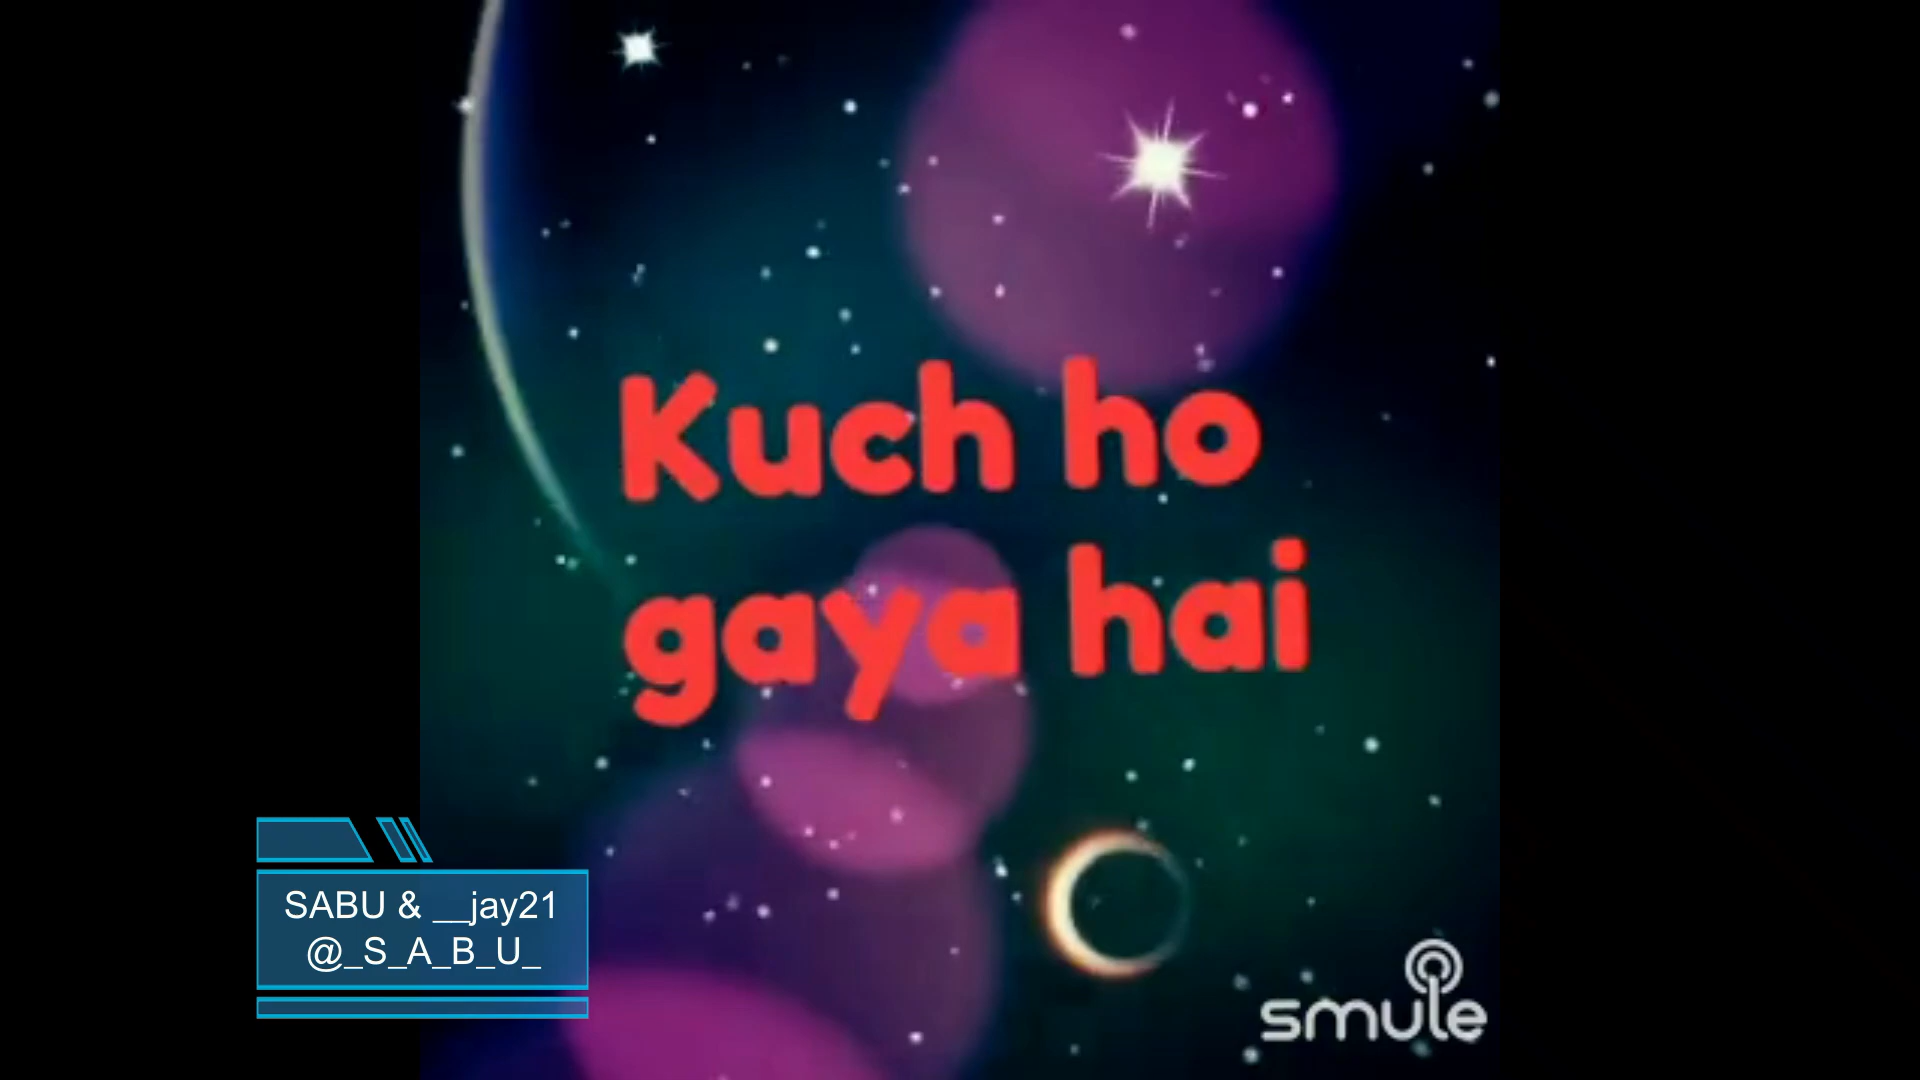 Kuch ho
gaya hai
SABU & __jay21
@_S_A_B_U_
smule